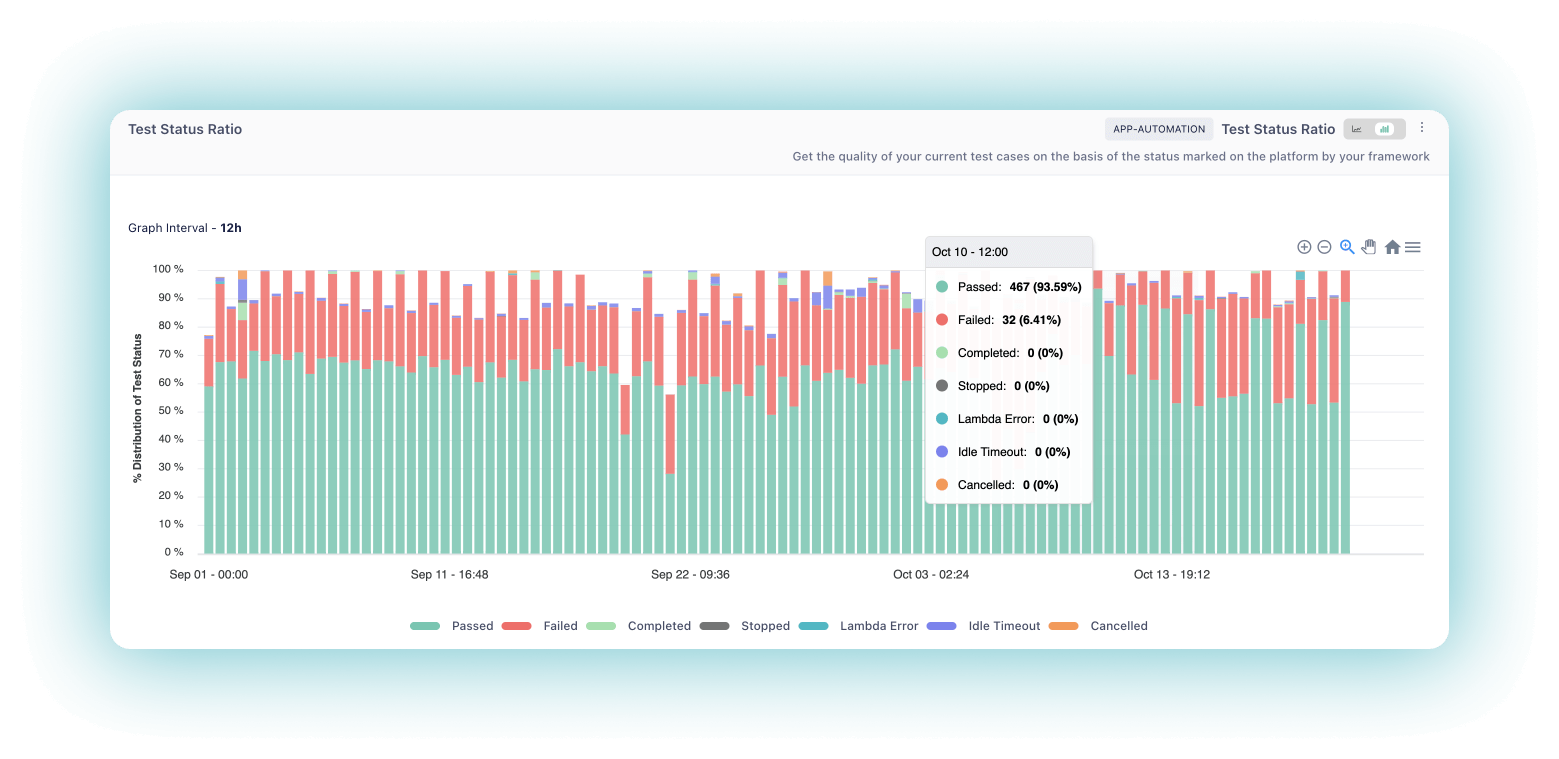 Test Status Ratio
APP-AUTOMATION Test Status Ratio
Get the quality of your current test cases on the basis of the status marked on the platform by your framework
Graph Interval - 12h
Oct 10 - 12:00
Passed: 467 (93.59%)
Failed: 32 (6.41%)
Completed: 0 (0%)
Stopped: 0 (0%)
Lambda Error: 0 (0%)
Idle Timeout: 0 (0%)
Cancelled: 0 (0%)
% Distribution of Test Status
100 %
90 %
80 %
70 %
60 %
50 %
40 %
30 %
20 %
10 %
0 %
Sep 01 - 00:00 Sep 11 - 16:48 Sep 22 - 09:36 Oct 03 - 02:24 Oct 13 - 19:12
Passed Failed Completed Stopped Lambda Error Idle Timeout Cancelled